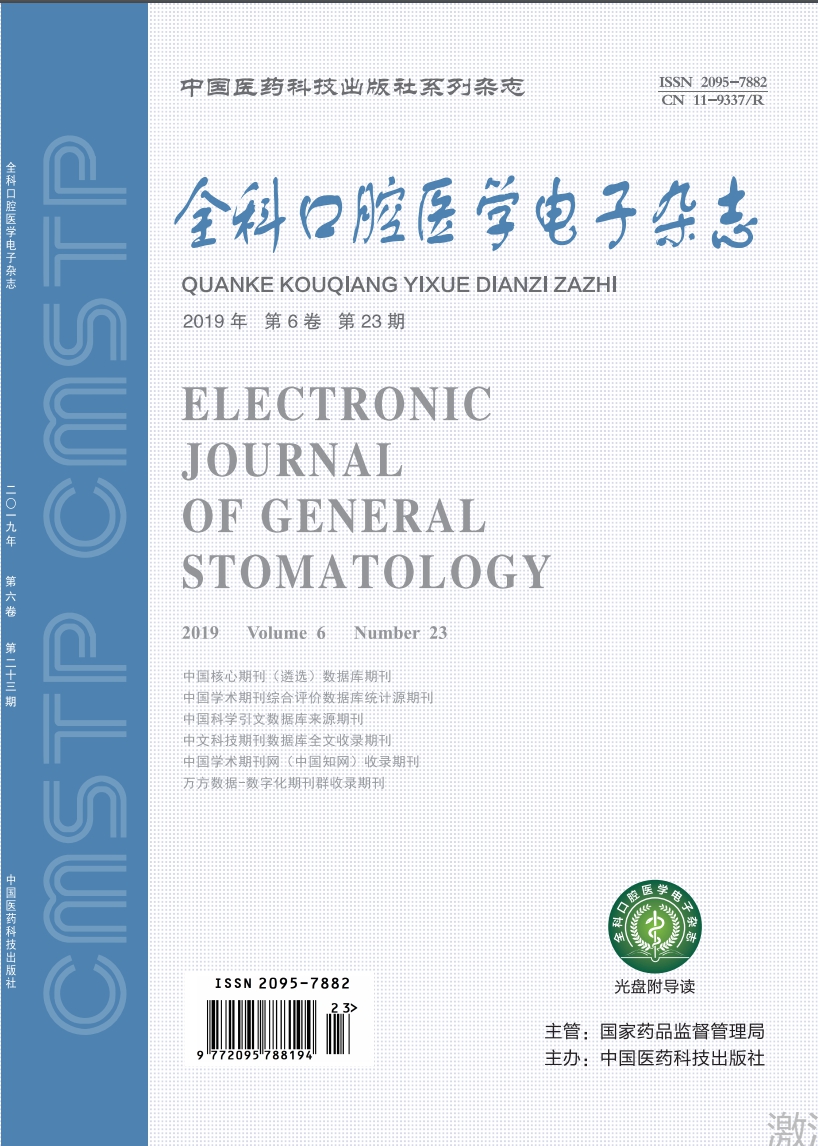 中国医药科技出版社系列杂志
ISSN 2095-7882
CN 11-9337/R
全科口腔医学电子杂志
QUANKE KOUQIANG YIXUE DIANZI ZAZHI
2019 年 第 6 卷 第 23 期
ELECTRONIC
JOURNAL
OF GENERAL
STOMATOLOGY
2019 Volume 6 Number 23
中国核心期刊（遴选）数据库期刊
中国学术期刊综合评价数据库统计源期刊
中国科学引文数据库来源期刊
中文科技期刊数据库全文收录期刊
中国学术期刊网（中国知网）收录期刊
万方数据-数字化期刊群收录期刊
全科口腔医学电子杂志
光盘附导读
ISSN 2095-7882
23>
9 772095 788194
主管：国家药品监督管理局
主办：中国医药科技出版社
全科口腔医学电子杂志
二〇一九年 第六卷 第二十三期
中国医药科技出版社
CMSTP CMSTP
激